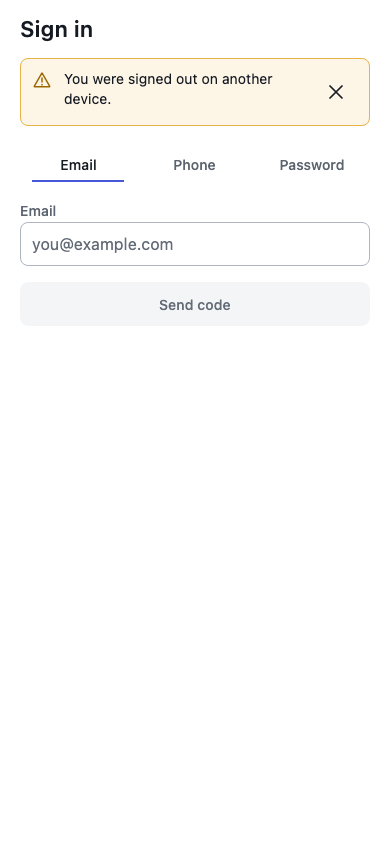 Sign in
You were signed out on another
device.
Email
Phone
Password
Email
you@example.com
Send code